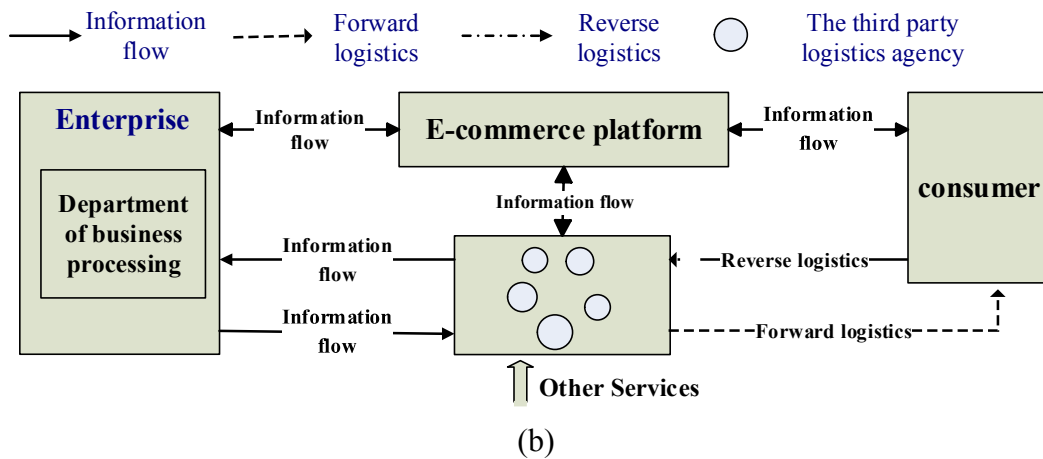 Information
flow
Forward
logistics
Reverse
logistics
The third party
logistics agency
Enterprise
Information
flow
E-commerce platform
Information
flow
consumer
Department
of business
processing
Information flow
Information
flow
Reverse logistics
Information
flow
Forward logistics
Other Services
(b)